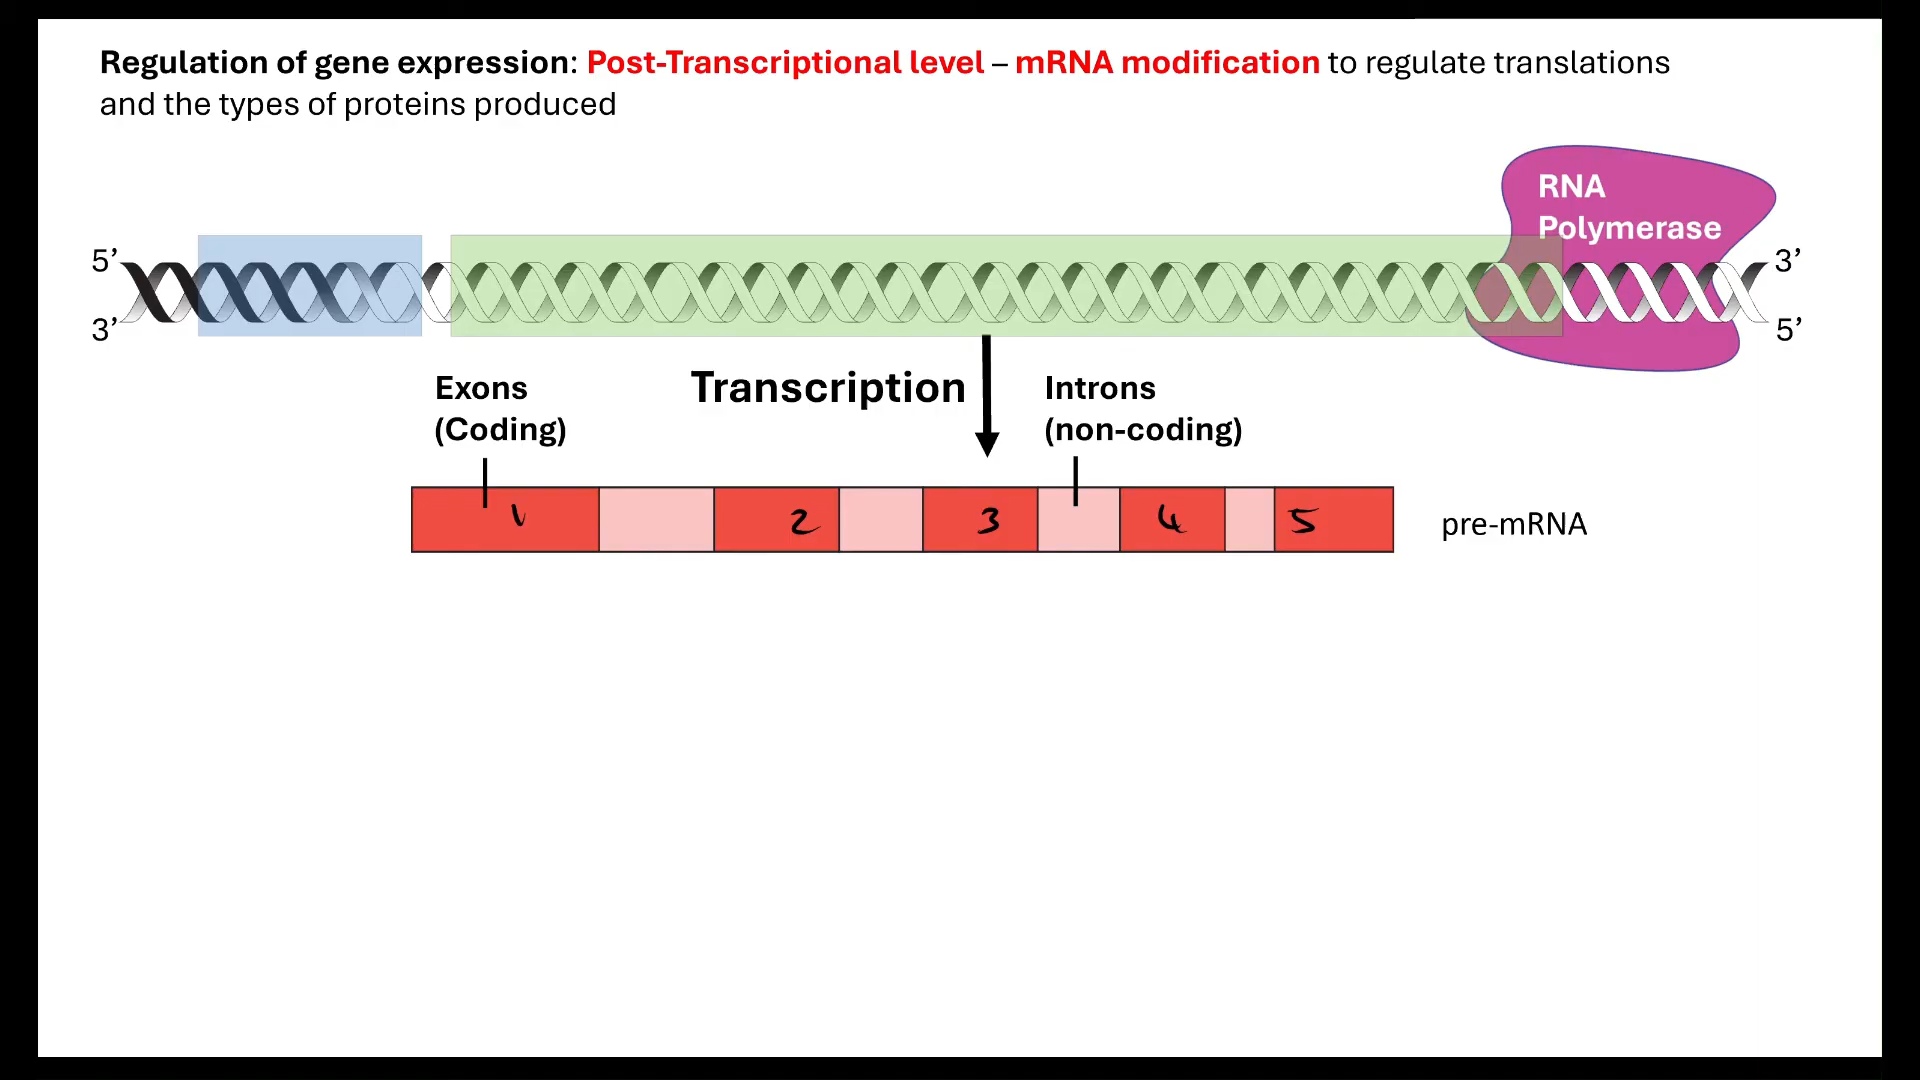 Regulation of gene expression: Post-Transcriptional level – mRNA modification to regulate translations
and the types of proteins produced
RNA
Polymerase
5’
3’
3’
5’
Exons
(Coding)
Transcription
Introns
(non-coding)
1
2
3
4
5
pre-mRNA